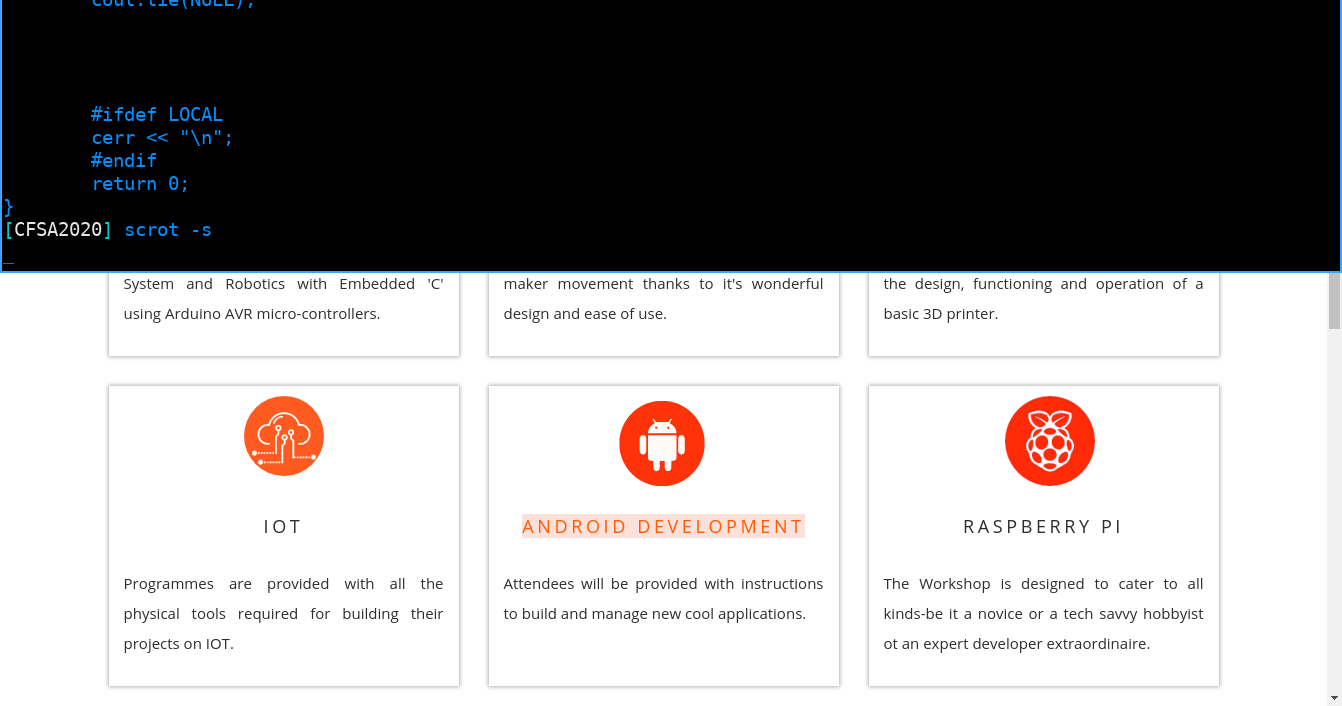 cout.tie(NULL);
#ifdef LOCAL
cerr << "\n";
#endif
return 0;
}
[CFSA2020] scrot -s
_
System and Robotics with Embedded 'C'
using Arduino AVR micro-controllers.
maker movement thanks to it's wonderful
design and ease of use.
the design, functioning and operation of a
basic 3D printer.
IOT
Programmes are provided with all the
physical tools required for building their
projects on IOT.
ANDROID DEVELOPMENT
Attendees will be provided with instructions
to build and manage new cool applications.
RASPBERRY PI
The Workshop is designed to cater to all
kinds-be it a novice or a tech savvy hobbyist
ot an expert developer extraordinaire.